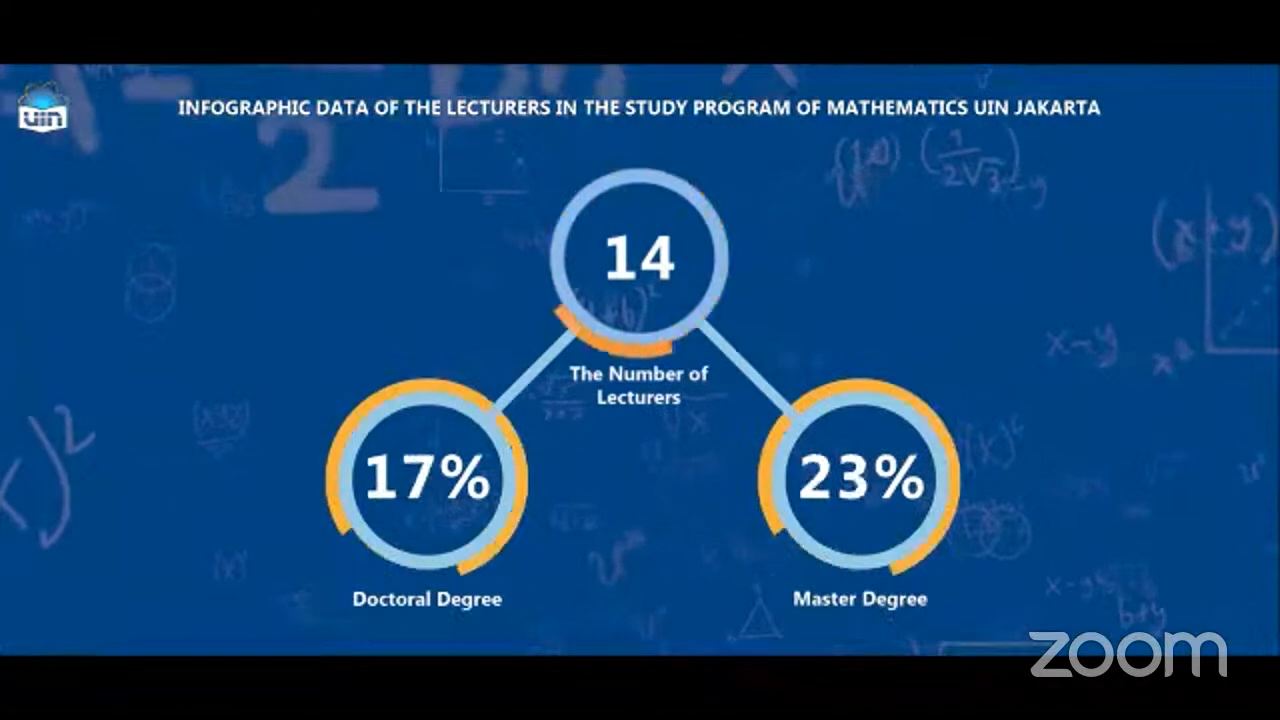 uin
INFOGRAPHIC DATA OF THE LECTURERS IN THE STUDY PROGRAM OF MATHEMATICS UIN JAKARTA
14
The Number of
Lecturers
17%
23%
Doctoral Degree
Master Degree
zoom